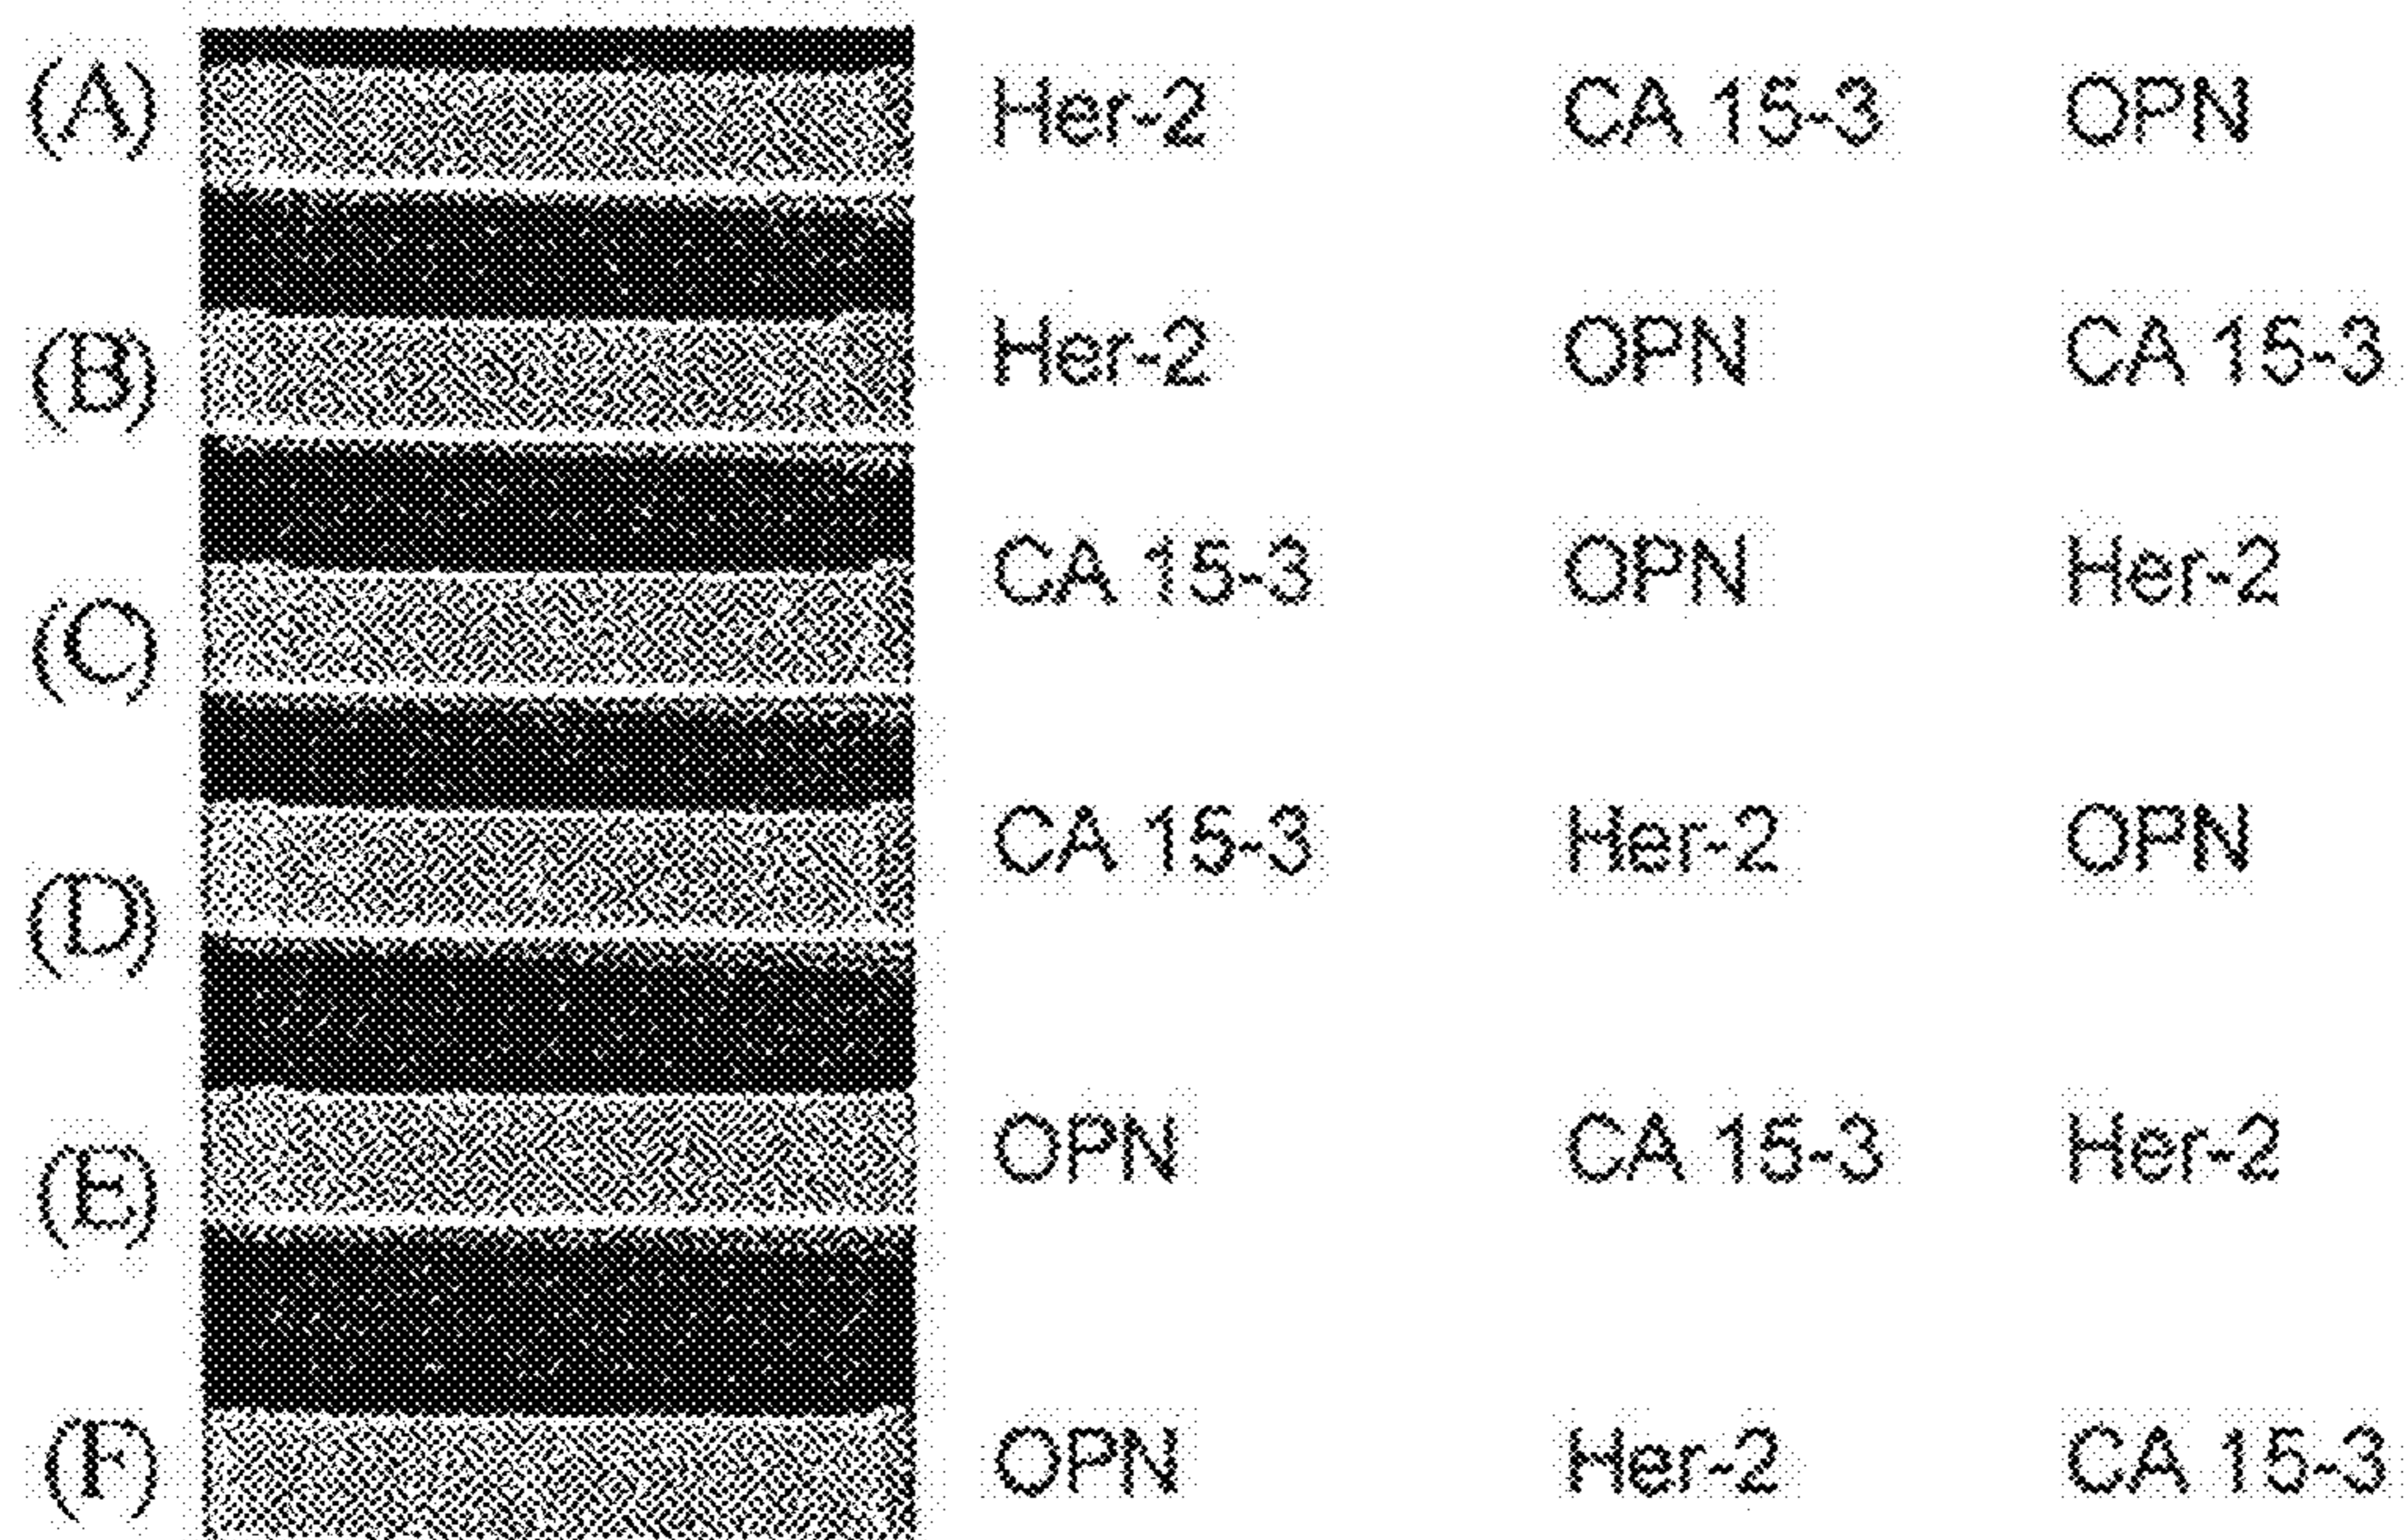 (A) Her-2 CA 15-3 OPN
(B) Her-2 OPN CA 15-3
(C) CA 15-3 OPN Her-2
(D) CA 15-3 Her-2 OPN
(E) OPN CA 15-3 Her-2
(F) OPN Her-2 CA 15-3